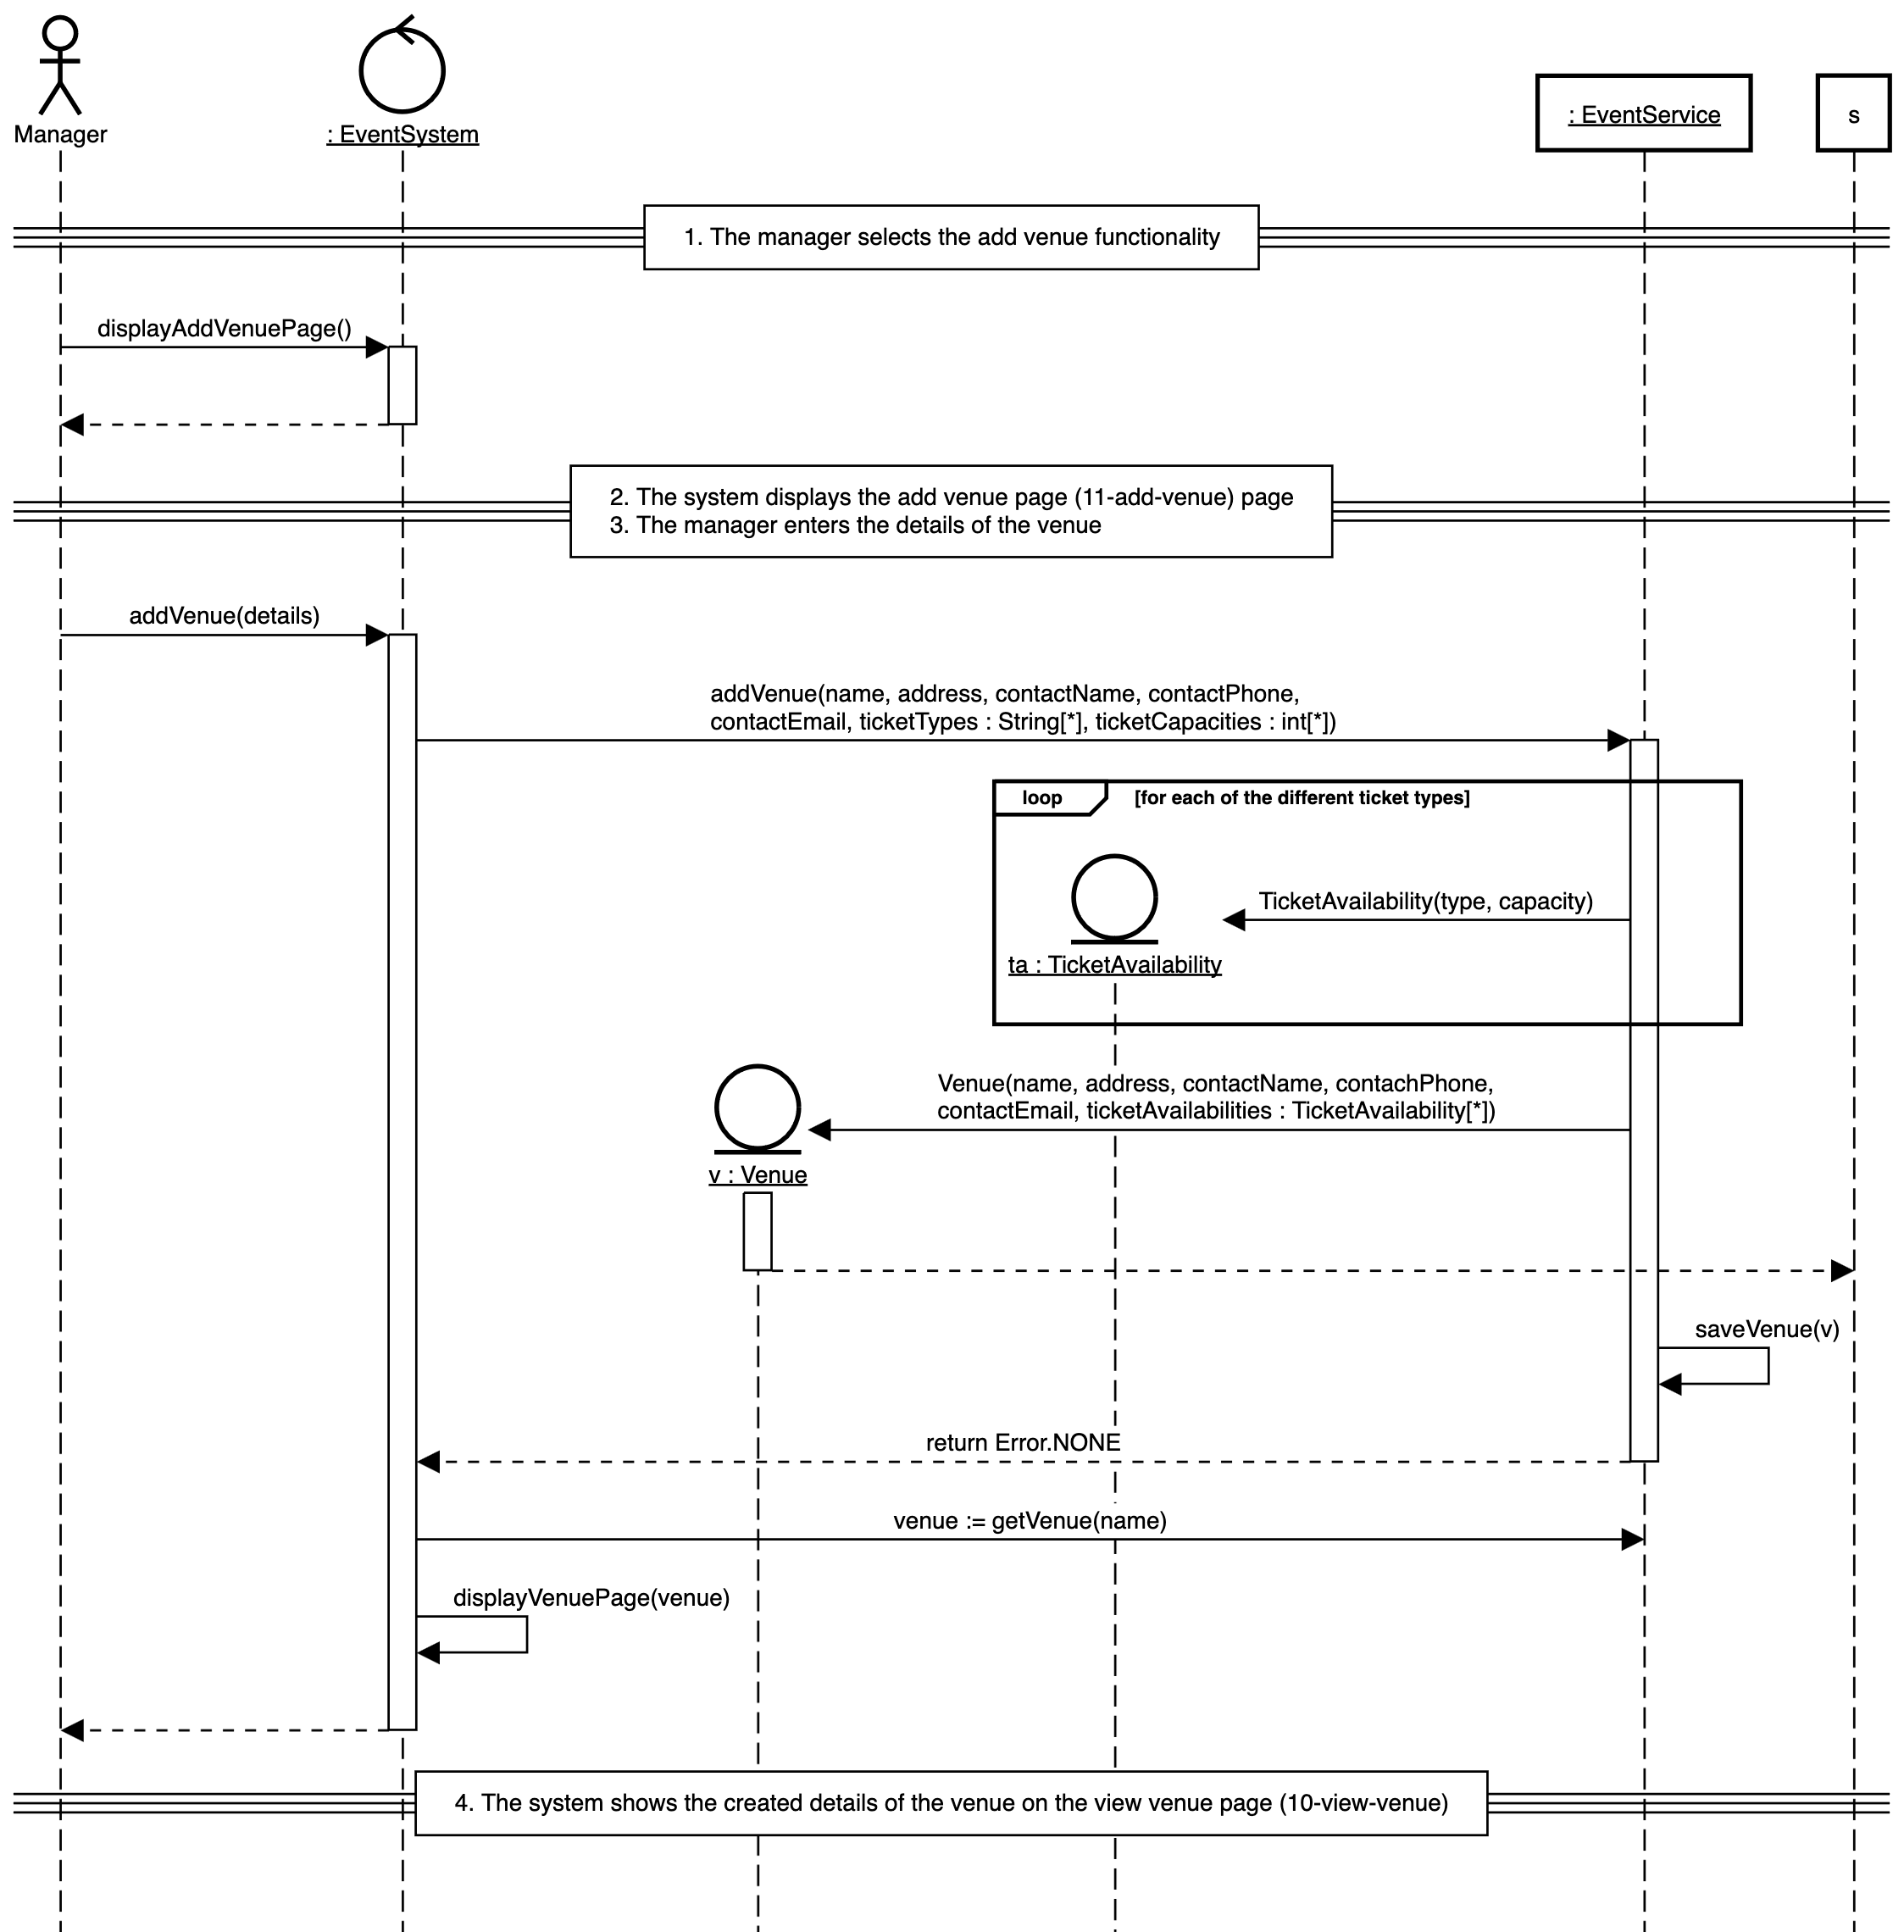 Manager
: EventSystem
: EventService
s
1. The manager selects the add venue functionality
displayAddVenuePage()
2. The system displays the add venue page (11-add-venue) page
3. The manager enters the details of the venue
addVenue(details)
addVenue(name, address, contactName, contactPhone,
contactEmail, ticketTypes : String[*], ticketCapacities : int[*])
loop
[for each of the different ticket types]
TicketAvailability(type, capacity)
ta : TicketAvailability
Venue(name, address, contactName, contachPhone,
contactEmail, ticketAvailabilities : TicketAvailability[*])
v : Venue
saveVenue(v)
return Error.NONE
venue := getVenue(name)
displayVenuePage(venue)
4. The system shows the created details of the venue on the view venue page (10-view-venue)